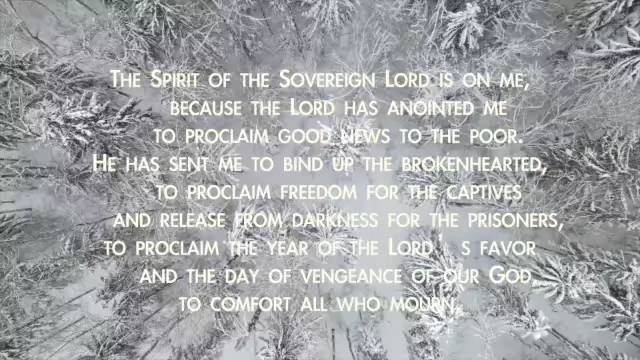 The Spirit of the Sovereign Lord is on me,
because the Lord has anointed me
to proclaim good news to the poor.
He has sent me to bind up the brokenhearted,
to proclaim freedom for the captives
and release from darkness for the prisoners,
to proclaim the year of the Lord ' s favor
and the day of vengeance of our God
to comfort all who mourn,